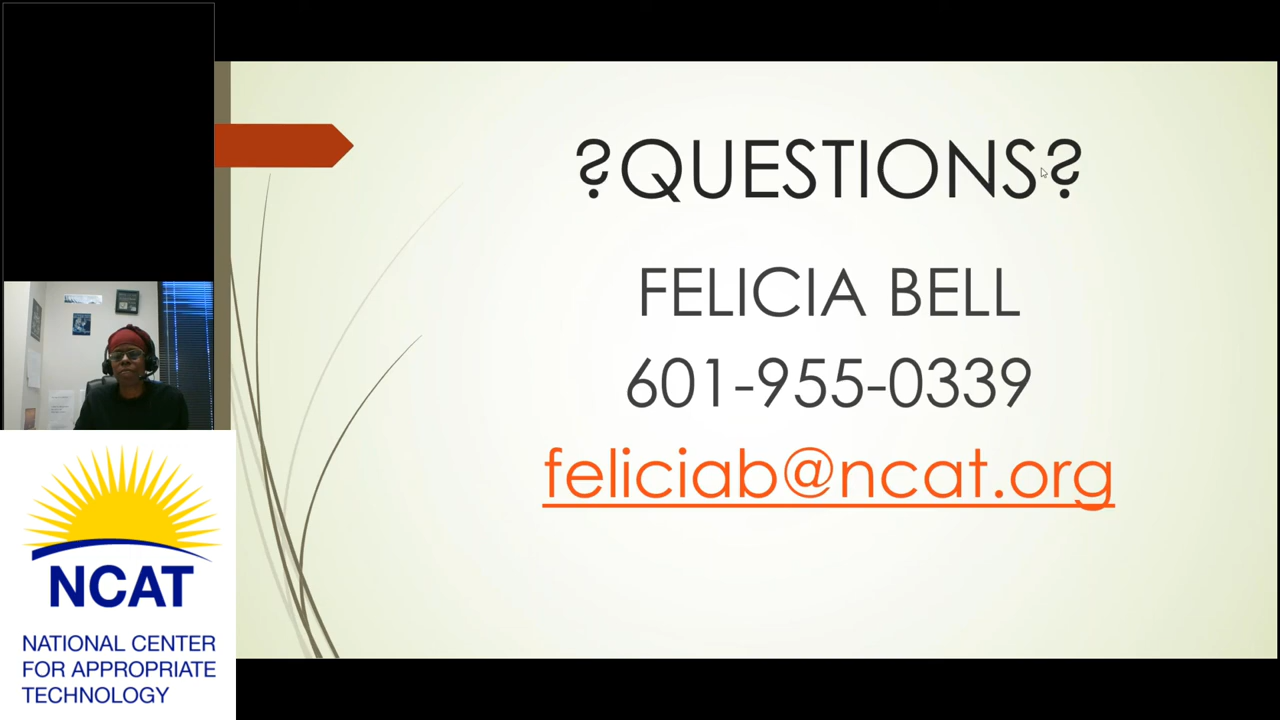 ?QUESTIONS?
FELICIA BELL
601-955-0339
feliciab@ncat.org
NCAT
NATIONAL CENTER
FOR APPROPRIATE
TECHNOLOGY